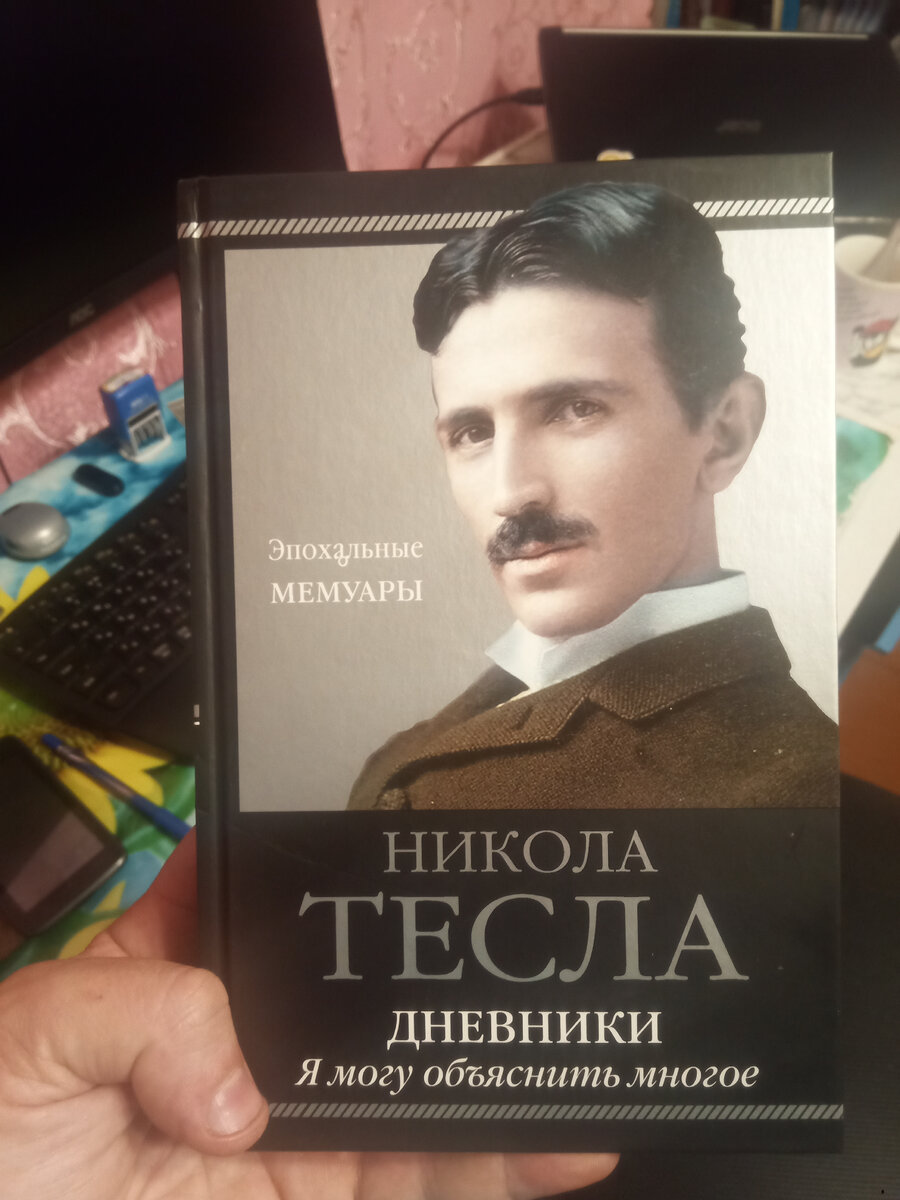 Эпохальные
МЕМУАРЫ
НИКОЛА
ТЕСЛА
ДНЕВНИКИ
Я могу объяснить многое